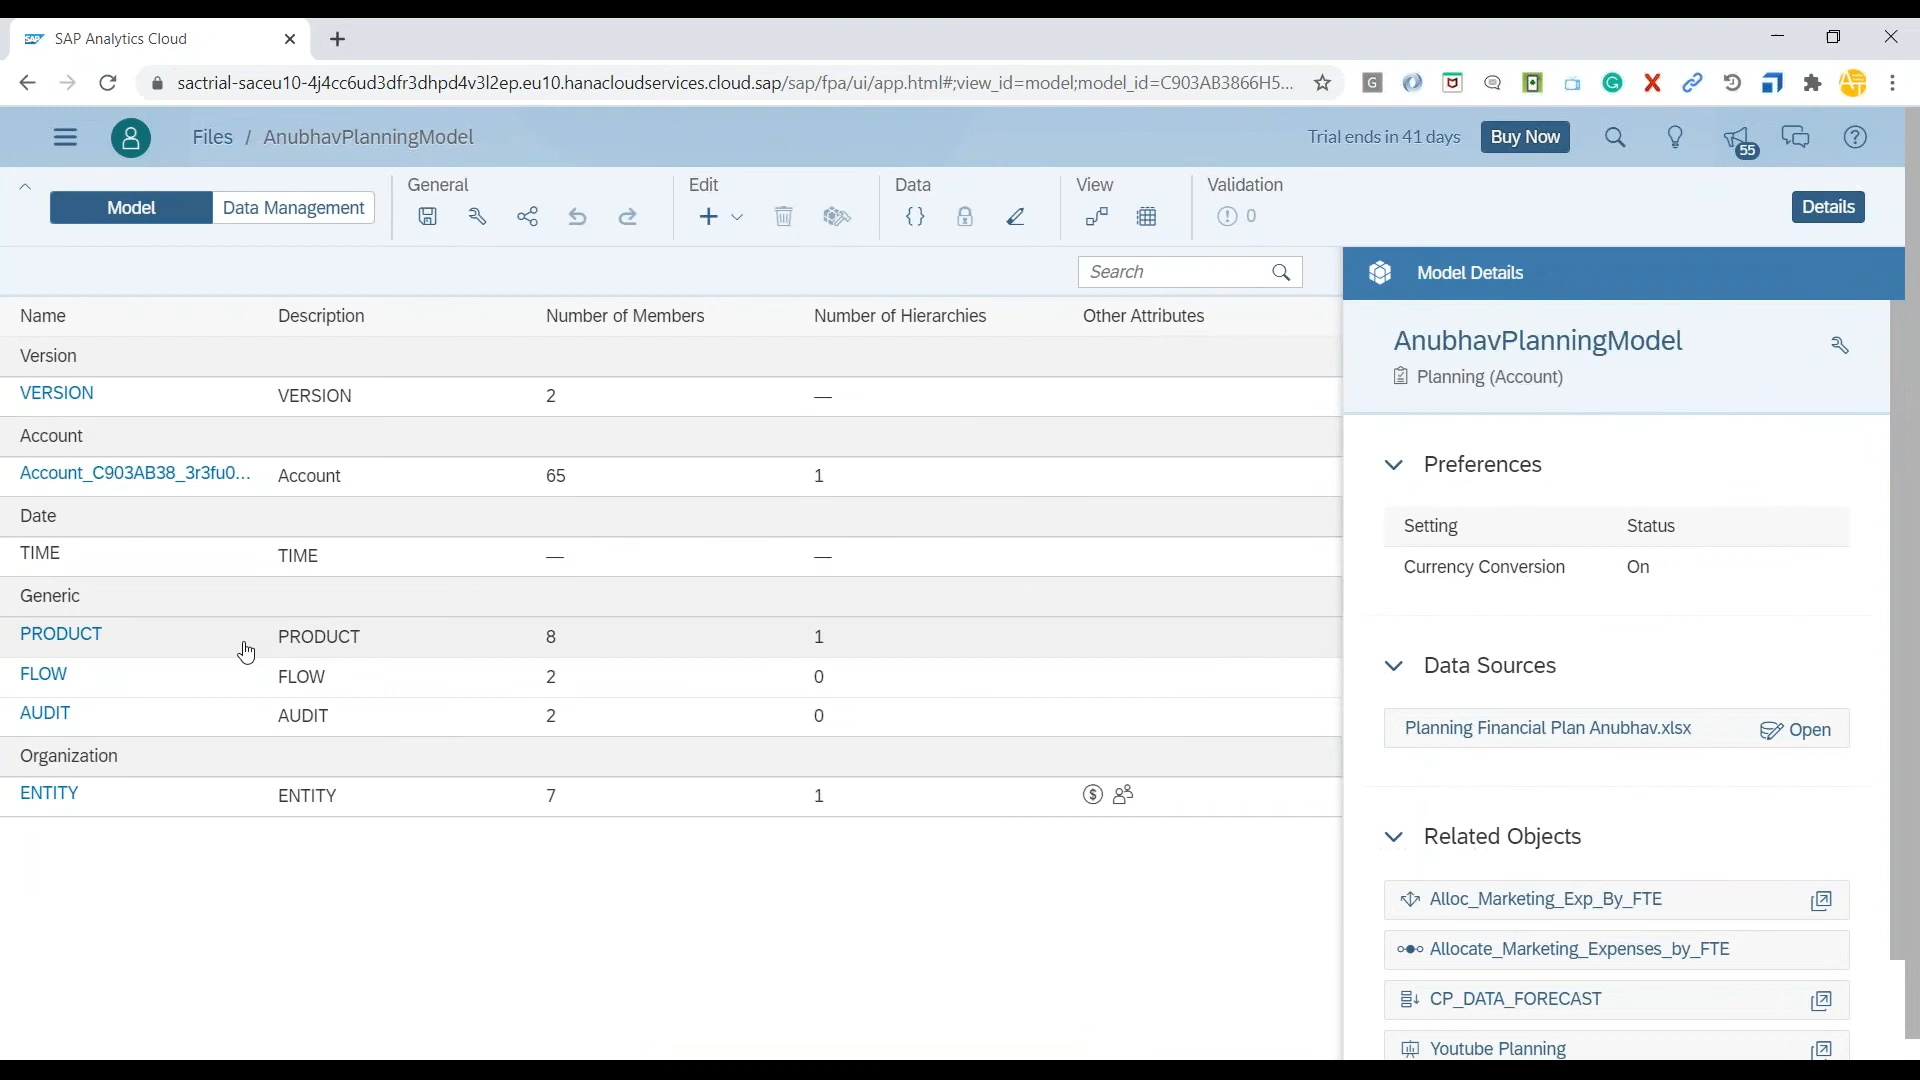 SAP SAP Analytics Cloud
sactrial-saceu10-4j4cc6ud3dfr3dhpd4v3l2ep.eu10.hanacloudservices.cloud.sap/sap/fpa/ui/app.html#;view_id=model;model_id=C903AB3866H5...
Files / AnubhavPlanningModel
Trial ends in 41 days
Buy Now
55
Model
Data Management
General
Edit
Data
View
Validation
0
Details
Search
Model Details
Name Description Number of Members Number of Hierarchies Other Attributes
Version
VERSION VERSION 2 —
Account
Account_C903AB38_3r3fu0... Account 65 1
Date
TIME TIME — —
Generic
PRODUCT PRODUCT 8 1
FLOW FLOW 2 0
AUDIT AUDIT 2 0
Organization
ENTITY ENTITY 7 1
AnubhavPlanningModel
Planning (Account)
Preferences
Setting Status
Currency Conversion On
Data Sources
Planning Financial Plan Anubhav.xlsx Open
Related Objects
Alloc_Marketing_Exp_By_FTE
Allocate_Marketing_Expenses_by_FTE
CP_DATA_FORECAST
Youtube Planning